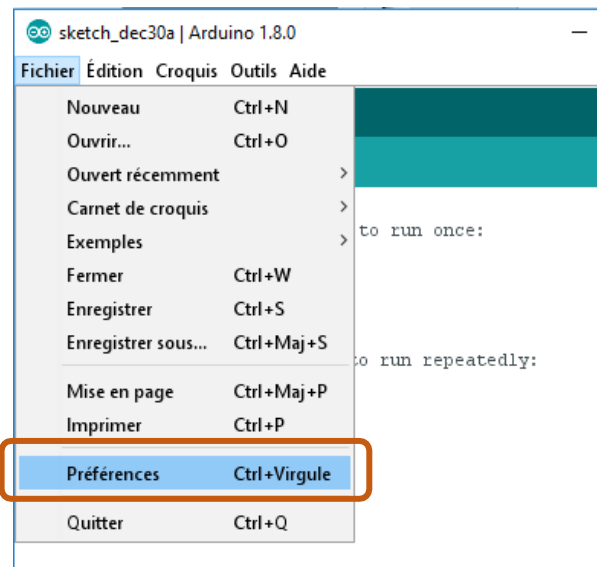 sketch_dec30a | Arduino 1.8.0
Fichier Édition Croquis Outils Aide
Nouveau Ctrl+N
Ouvrir... Ctrl+O
Ouvert récemment
Carnet de croquis
to run once:
Exemples
Fermer Ctrl+W
Enregistrer Ctrl+S
Enregistrer sous... Ctrl+Maj+S
to run repeatedly:
Mise en page Ctrl+Maj+P
Imprimer Ctrl+P
Préférences Ctrl+Virgule
Quitter Ctrl+Q